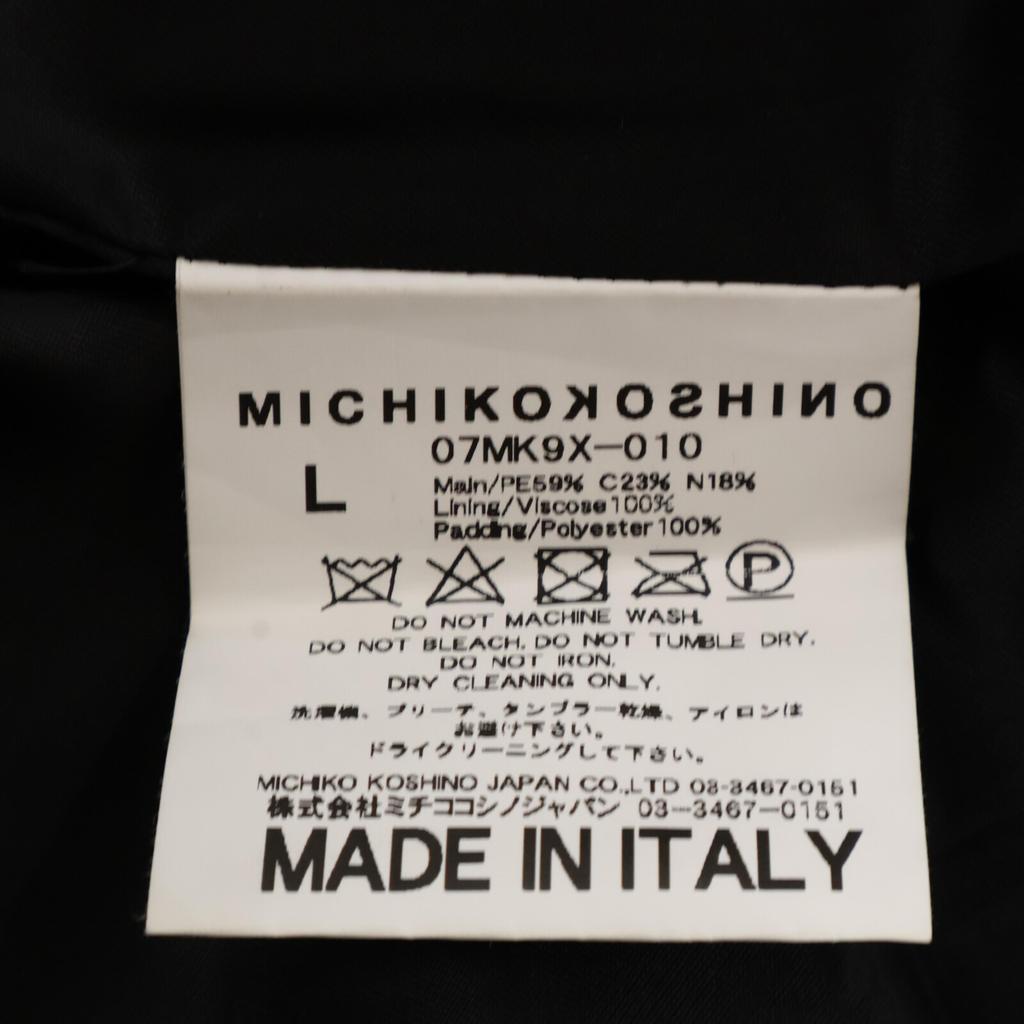 MICHIKOKOSHINO
07MK9X-010
L
Main/PE59% C23% N18%
Lining/Viscose100%
Padding/Polyester100%
P
DO NOT MACHINE WASH.
DO NOT BLEACH. DO NOT TUMBLE DRY.
DO NOT IRON.
DRY CLEANING ONLY.
洗濯機、ブリーチ、タンブラー乾燥、アイロンは
お避け下さい。
ドライクリーニングして下さい。
MICHIKO KOSHINO JAPAN CO.,LTD 03-3467-0151
株式会社ミチココシノジャパン 03-3467-0151
MADE IN ITALY